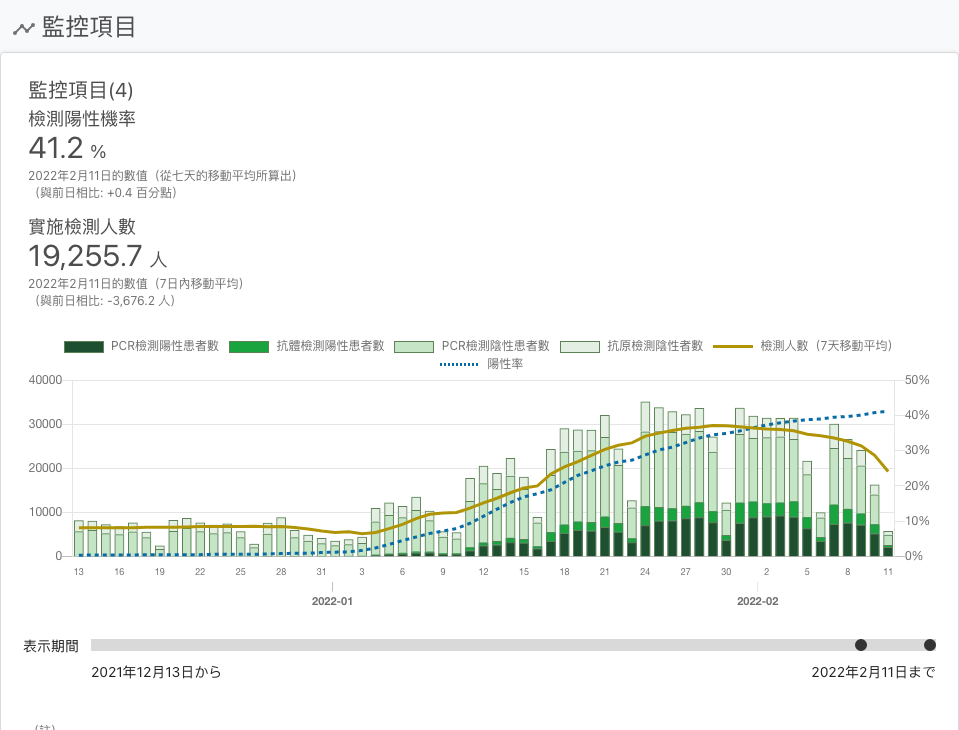 監控項目
監控項目(4)
檢測陽性機率
41.2 %
2022年2月11日的數值（從七天的移動平均所算出）
（與前日相比: +0.4 百分點）
實施檢測人數
19,255.7 人
2022年2月11日的數值（7日內移動平均）
（與前日相比: -3,676.2 人）
PCR檢測陽性患者數 抗體檢測陽性患者數 PCR檢測陰性患者數 抗原檢測陰性者數 檢測人數（7天移動平均）
陽性率
40000 50%
40%
30000
30%
20000
20%
10000
10%
0 0%
13 16 19 22 25 28 31 3 6 9 12 15 18 21 24 27 30 2 5 8 11
2022-01 2022-02
表示期間
2021年12月13日から 2022年2月11日まで
（註）